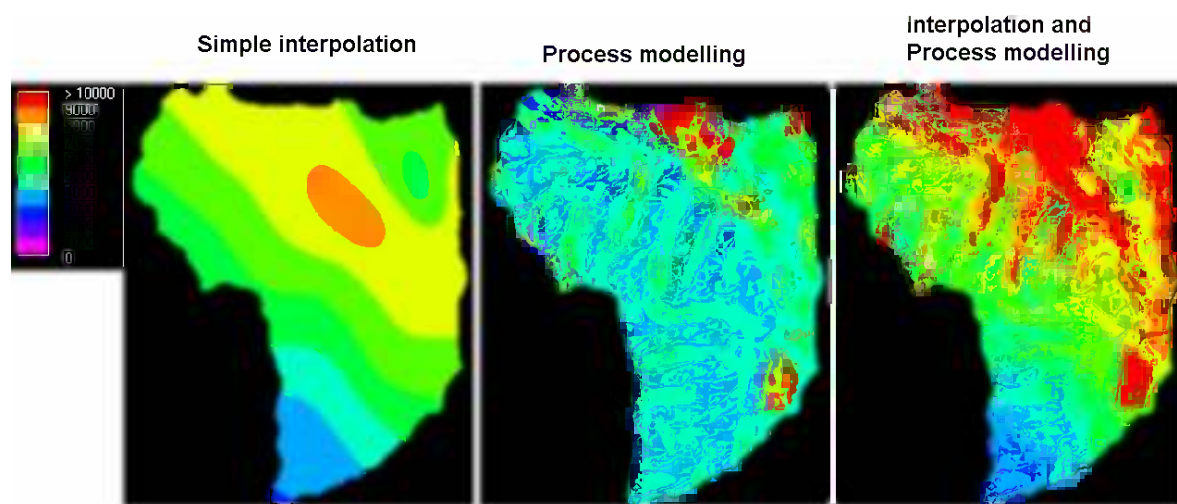 Simple interpolation
Process modelling
interpolation and
Process modelling
> 10000
9000
0